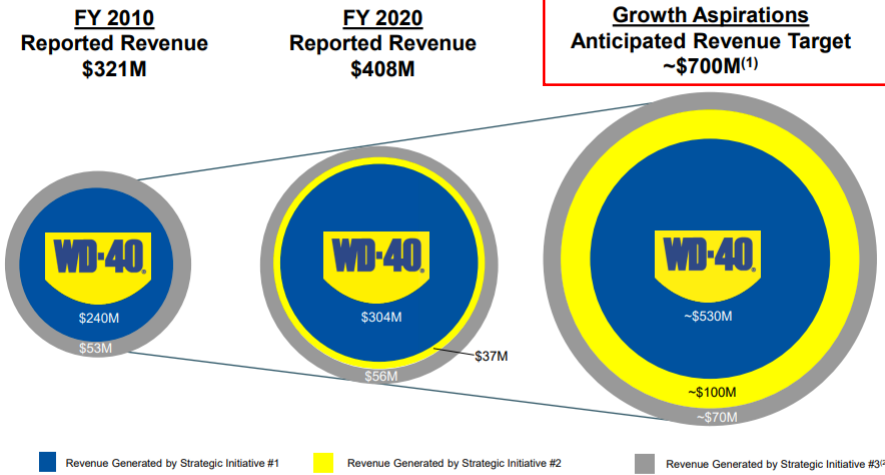 FY 2010
Reported Revenue
$321M
FY 2020
Reported Revenue
$408M
Growth Aspirations
Anticipated Revenue Target
~$700M(1)
WD-40®
$240M
$53M
WD-40®
$304M
$37M
$56M
WD-40®
~$530M
~$100M
~$70M
Revenue Generated by Strategic Initiative #1
Revenue Generated by Strategic Initiative #2
Revenue Generated by Strategic Initiative #3